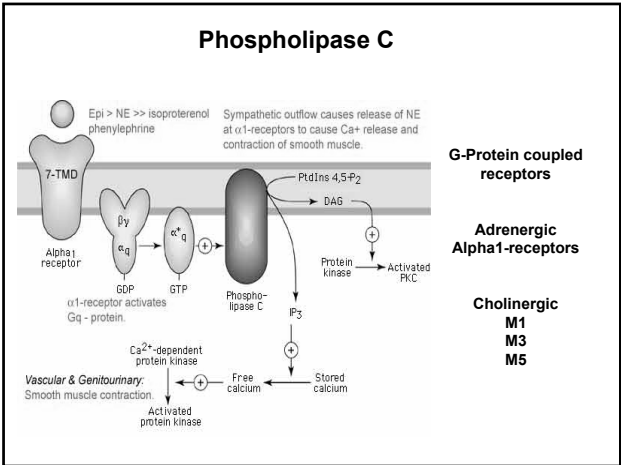 Phospholipase C
Epi > NE >> isoproterenol
phenylephrine
Sympathetic outflow causes release of NE
at α1-receptors to cause Ca+ release and
contraction of smooth muscle.
7-TMD
Alpha1
receptor
βγ
αq
GDP
α*q
GTP
+
α1-receptor activates
Gq - protein.
Phospho-
lipase C
PtdIns 4,5-P2
DAG
+
Protein
kinase
Activated
PKC
IP3
+
Ca2+-dependent
protein kinase
Vascular & Genitourinary:
Smooth muscle contraction.
+
Free
calcium
Stored
calcium
Activated
protein kinase
G-Protein coupled
receptors
Adrenergic
Alpha1-receptors
Cholinergic
M1
M3
M5